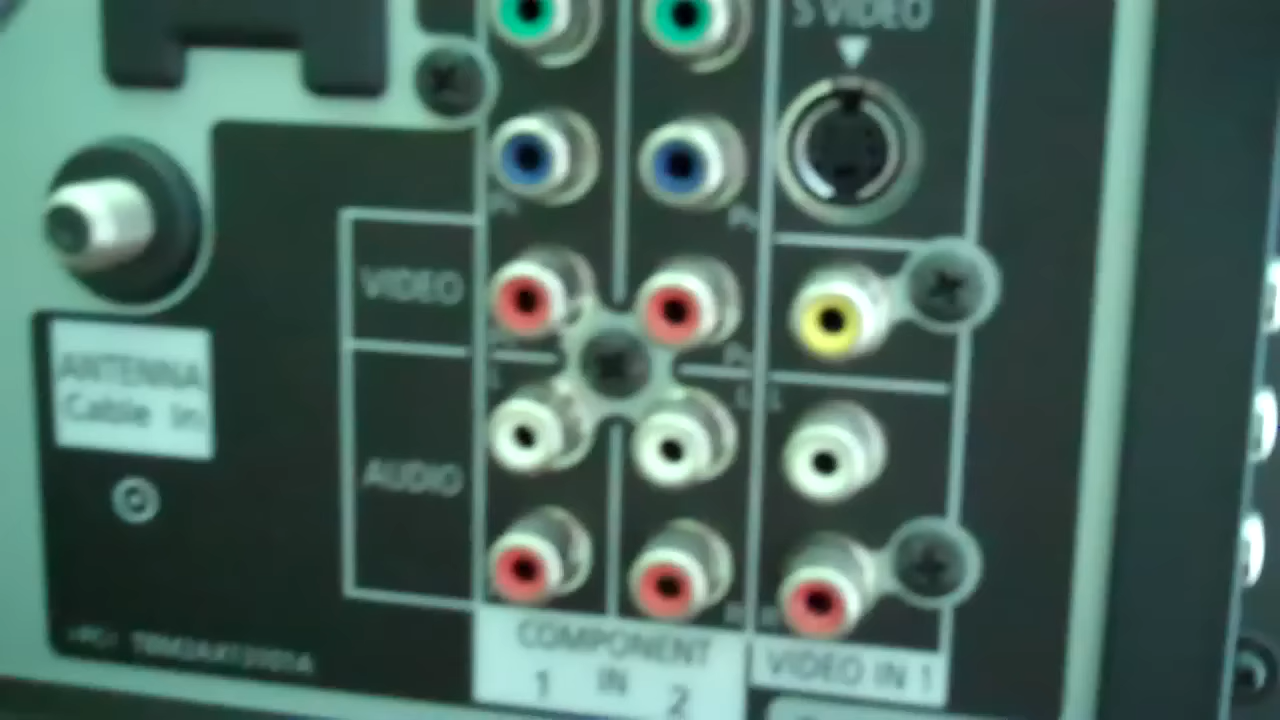 S VIDEO
VIDEO
ANTENNA
Cable In
AUDIO
L
L
L
R
R
COMPONENT
1 IN 2
VIDEO IN 1